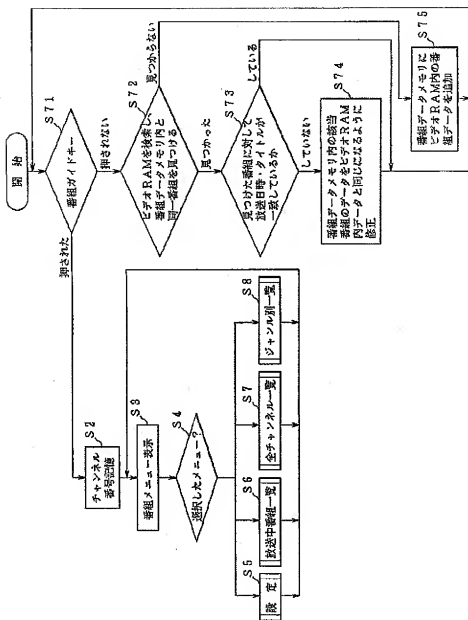 開 始
S71
番組ガイドキー
押された
押されない
S72
ビデオRAMを検索し、
番組データメモリ内と
同一番組を見つける
見つからない
見つかった
S73
見つけた番組に対して
放送日時・タイトルが
一致しているか
している
していない
S74
番組データメモリ内の該当
番組のデータをビデオRAM
内データと同じになるように
修正
S75
番組データメモリに
ビデオRAM内の番
組データを追加
S2
チャンネル
番号記憶
S3
番組メニュー表示
S4
選択したメニュー?
S5
設 定
S6
放送中番組一覧
S7
全チャンネル一覧
S8
ジャンル別一覧